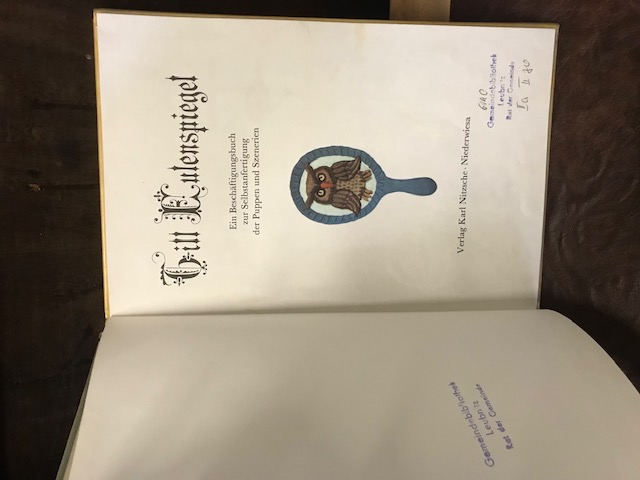 Till Eulenspiegel
Ein Beschäftigungsbuch
zur Selbstanfertigung
der Puppen und Szenerien
Verlag Karl Nitzsche · Niederwiesa
Gemeindebibliothek
Leubnitz
Rat der Gemeinde
Gemeindebibliothek
Leubnitz
Rat der Gemeinde